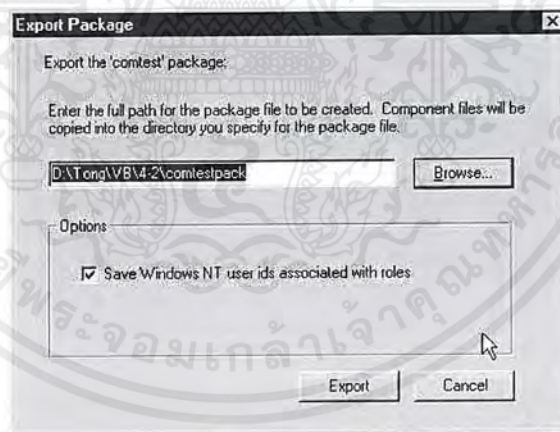 Export Package
Export the 'comtest' package:
Enter the full path for the package file to be created. Component files will be
copied into the directory you specify for the package file.
D:\Tong\VB\4-2\comtestpack
Browse...
Options
Save Windows NT user ids associated with roles
Export
Cancel